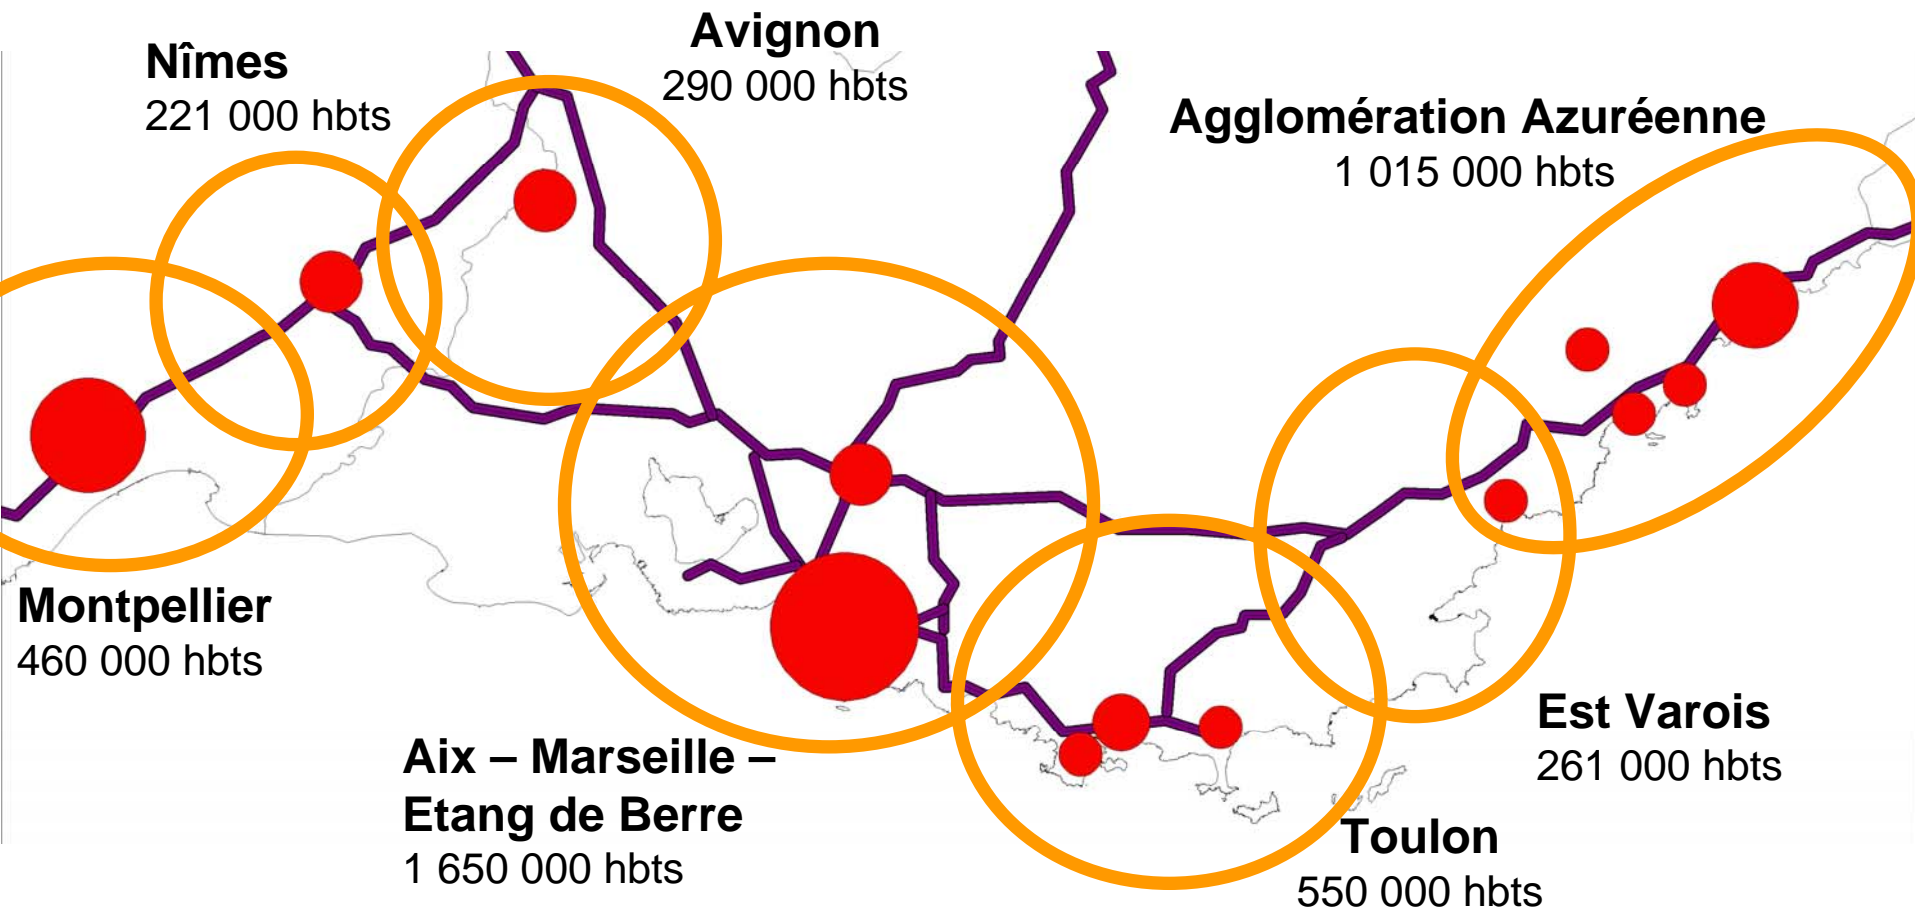 Nîmes
221 000 hbts
Avignon
290 000 hbts
Agglomération Azuréenne
1 015 000 hbts
Montpellier
460 000 hbts
Aix – Marseille –
Etang de Berre
1 650 000 hbts
Est Varois
261 000 hbts
Toulon
550 000 hbts